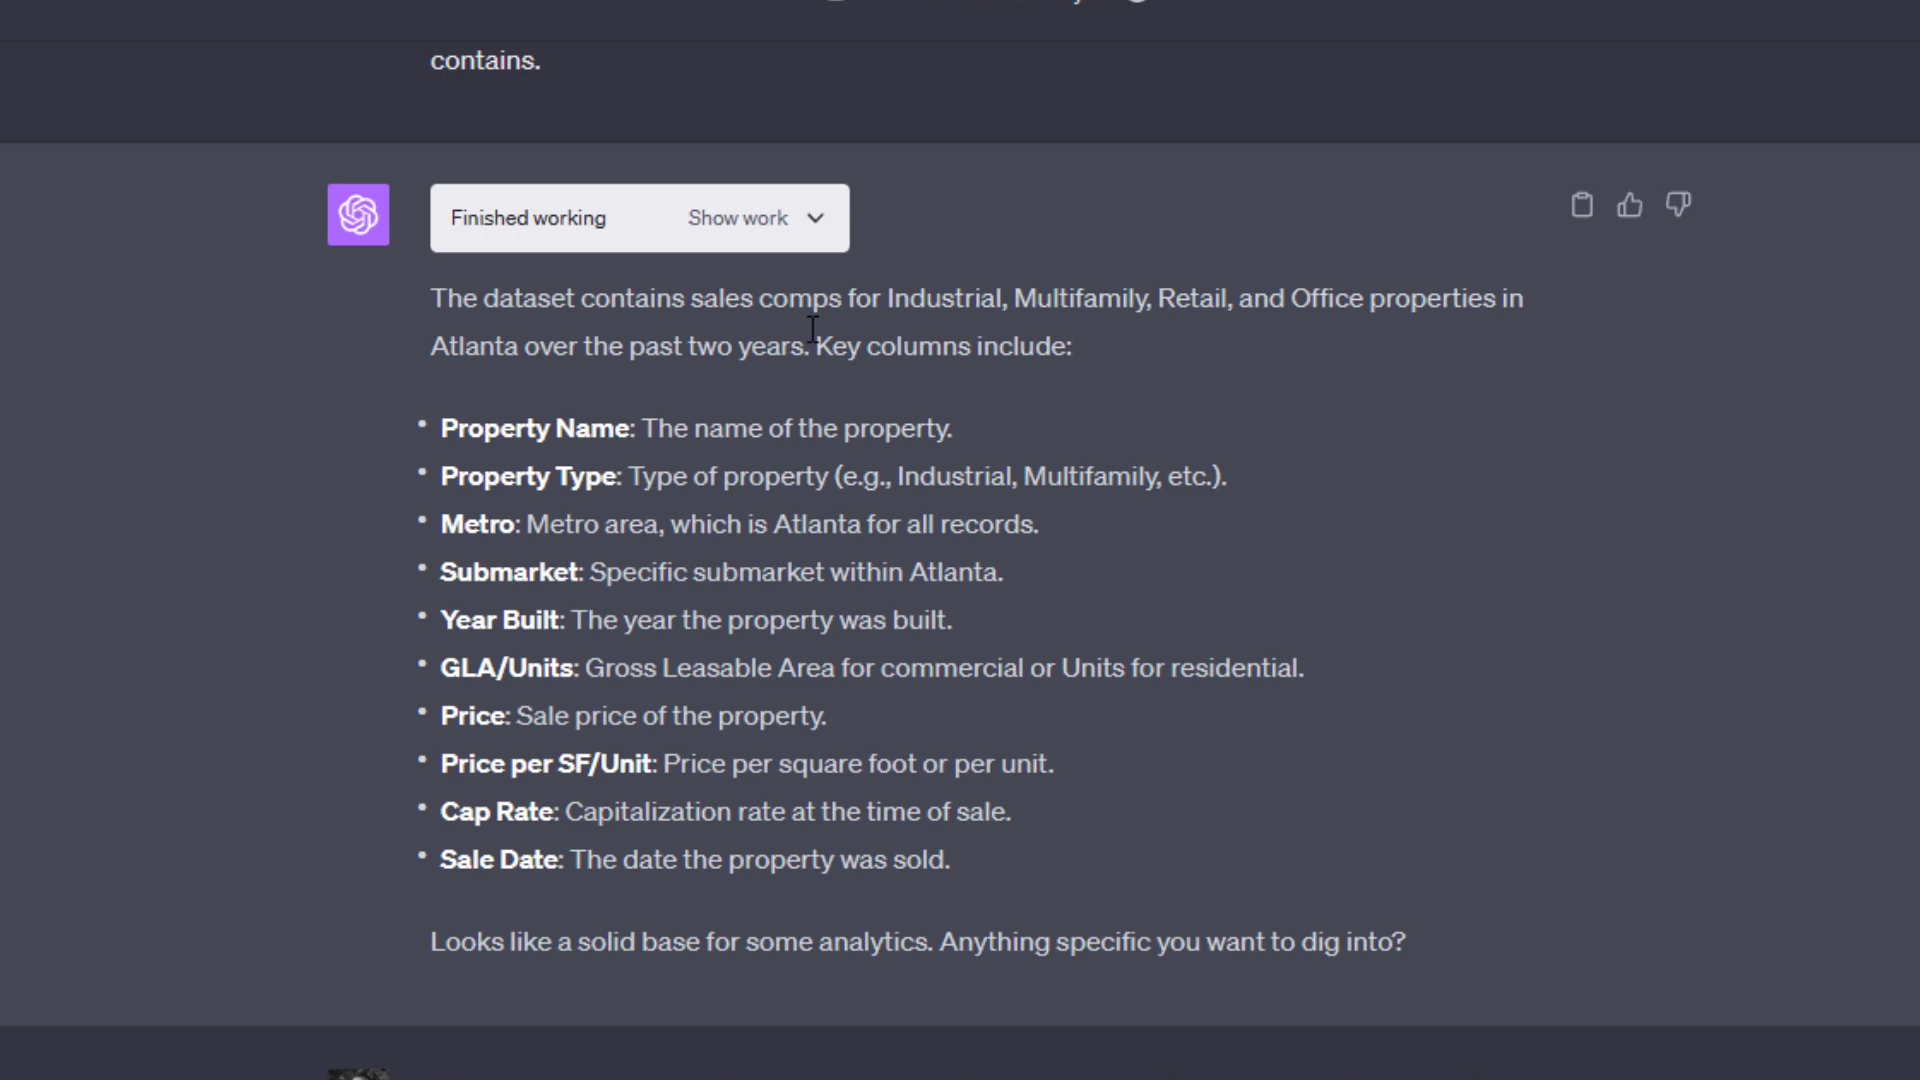 contains.
Finished working Show work
The dataset contains sales comps for Industrial, Multifamily, Retail, and Office properties in
Atlanta over the past two years. Key columns include:
• Property Name: The name of the property.
• Property Type: Type of property (e.g., Industrial, Multifamily, etc.).
• Metro: Metro area, which is Atlanta for all records.
• Submarket: Specific submarket within Atlanta.
• Year Built: The year the property was built.
• GLA/Units: Gross Leasable Area for commercial or Units for residential.
• Price: Sale price of the property.
• Price per SF/Unit: Price per square foot or per unit.
• Cap Rate: Capitalization rate at the time of sale.
• Sale Date: The date the property was sold.
Looks like a solid base for some analytics. Anything specific you want to dig into?